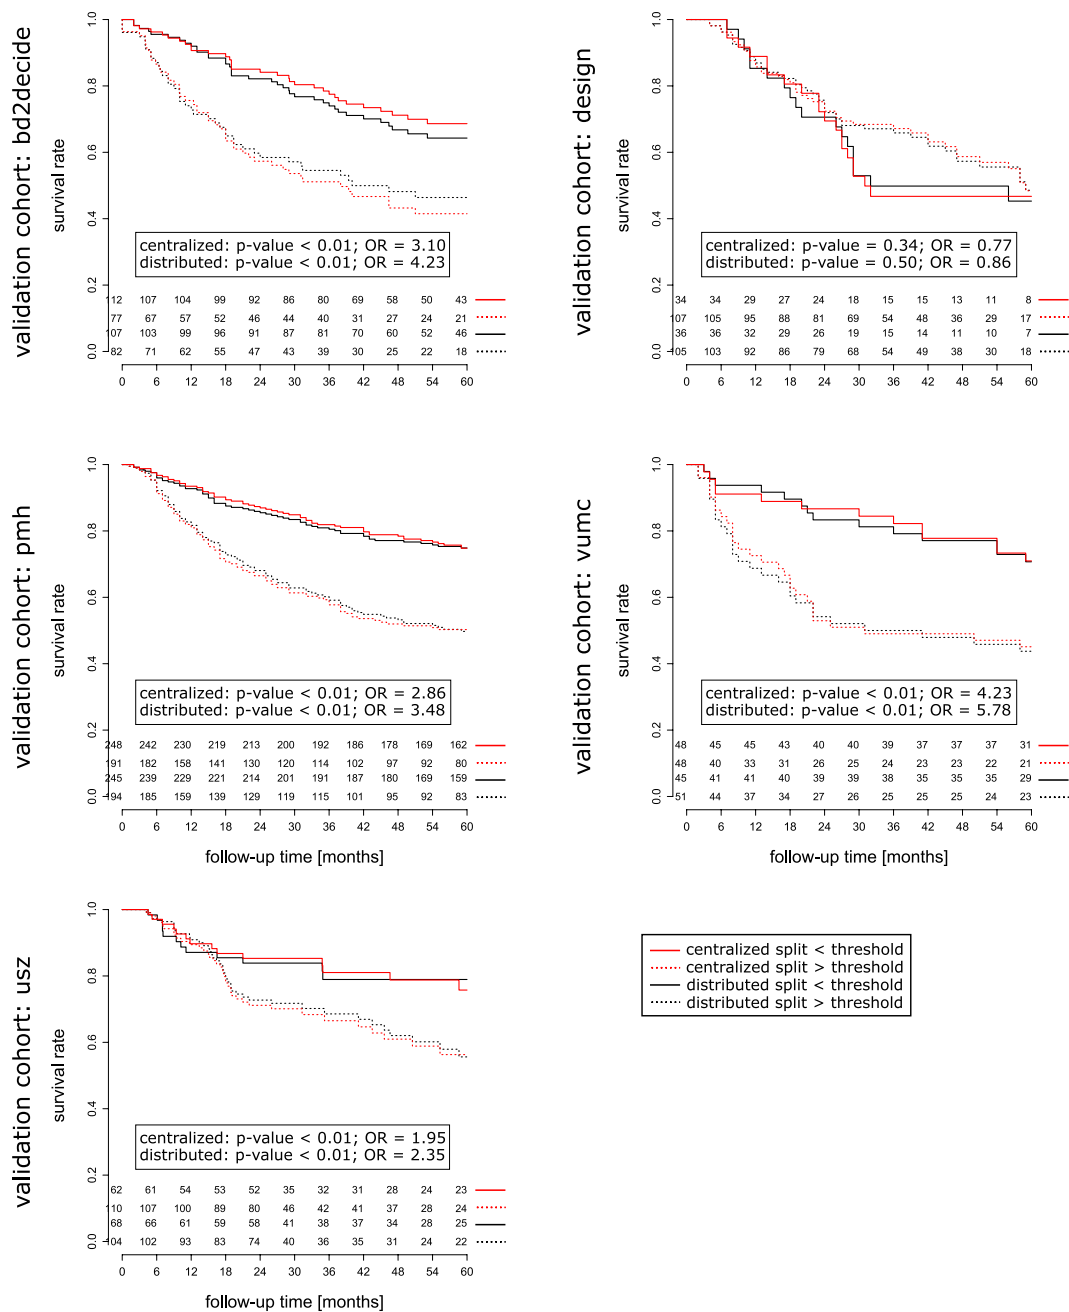 validation cohort: bd2decide
survival rate
1.0
0.8
0.6
0.4
0.2
0.0
centralized: p-value < 0.01; OR = 3.10
distributed: p-value < 0.01; OR = 4.23
112 107 104 99 92 86 80 69 58 50 43
77 67 57 52 46 44 40 31 27 24 21
107 103 99 96 91 87 81 70 60 52 46
82 71 62 55 47 43 39 30 25 22 18
0 6 12 18 24 30 36 42 48 54 60
validation cohort: design
survival rate
1.0
0.8
0.6
0.4
0.2
0.0
centralized: p-value = 0.34; OR = 0.77
distributed: p-value = 0.50; OR = 0.86
34 34 29 27 24 18 15 15 13 11 8
107 105 95 88 81 69 54 48 36 29 17
36 36 32 29 26 19 15 14 11 10 7
105 103 92 86 79 68 54 49 38 30 18
0 6 12 18 24 30 36 42 48 54 60
validation cohort: pmh
survival rate
1.0
0.8
0.6
0.4
0.2
0.0
centralized: p-value < 0.01; OR = 2.86
distributed: p-value < 0.01; OR = 3.48
248 242 230 219 213 200 192 186 178 169 162
191 182 158 141 130 120 114 102 97 92 80
245 239 229 221 214 201 191 187 180 169 159
194 185 159 139 129 119 115 101 95 92 83
0 6 12 18 24 30 36 42 48 54 60
follow-up time [months]
validation cohort: vumc
survival rate
1.0
0.8
0.6
0.4
0.2
0.0
centralized: p-value < 0.01; OR = 4.23
distributed: p-value < 0.01; OR = 5.78
48 45 45 43 40 40 39 37 37 37 31
48 40 33 31 26 25 24 23 23 22 21
45 41 41 40 39 39 38 35 35 35 29
51 44 37 34 27 26 25 25 25 24 23
0 6 12 18 24 30 36 42 48 54 60
follow-up time [months]
validation cohort: usz
survival rate
1.0
0.8
0.6
0.4
0.2
0.0
centralized: p-value < 0.01; OR = 1.95
distributed: p-value < 0.01; OR = 2.35
62 61 54 53 52 35 32 31 28 24 23
110 107 100 89 80 46 42 41 37 28 24
68 66 61 59 58 41 38 37 34 28 25
104 102 93 83 74 40 36 35 31 24 22
0 6 12 18 24 30 36 42 48 54 60
follow-up time [months]
centralized split < threshold
centralized split > threshold
distributed split < threshold
distributed split > threshold